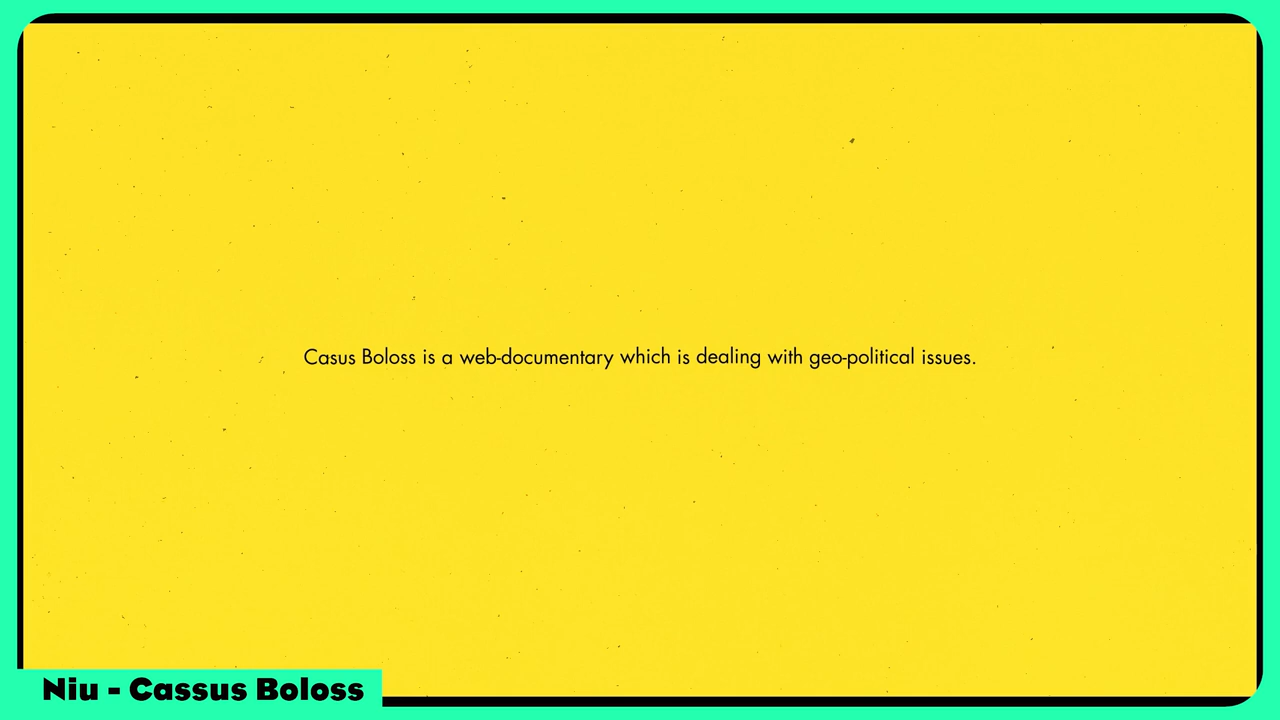 Casus Boloss is a web-documentary which is dealing with geo-political issues.
Niu - Cassus Boloss